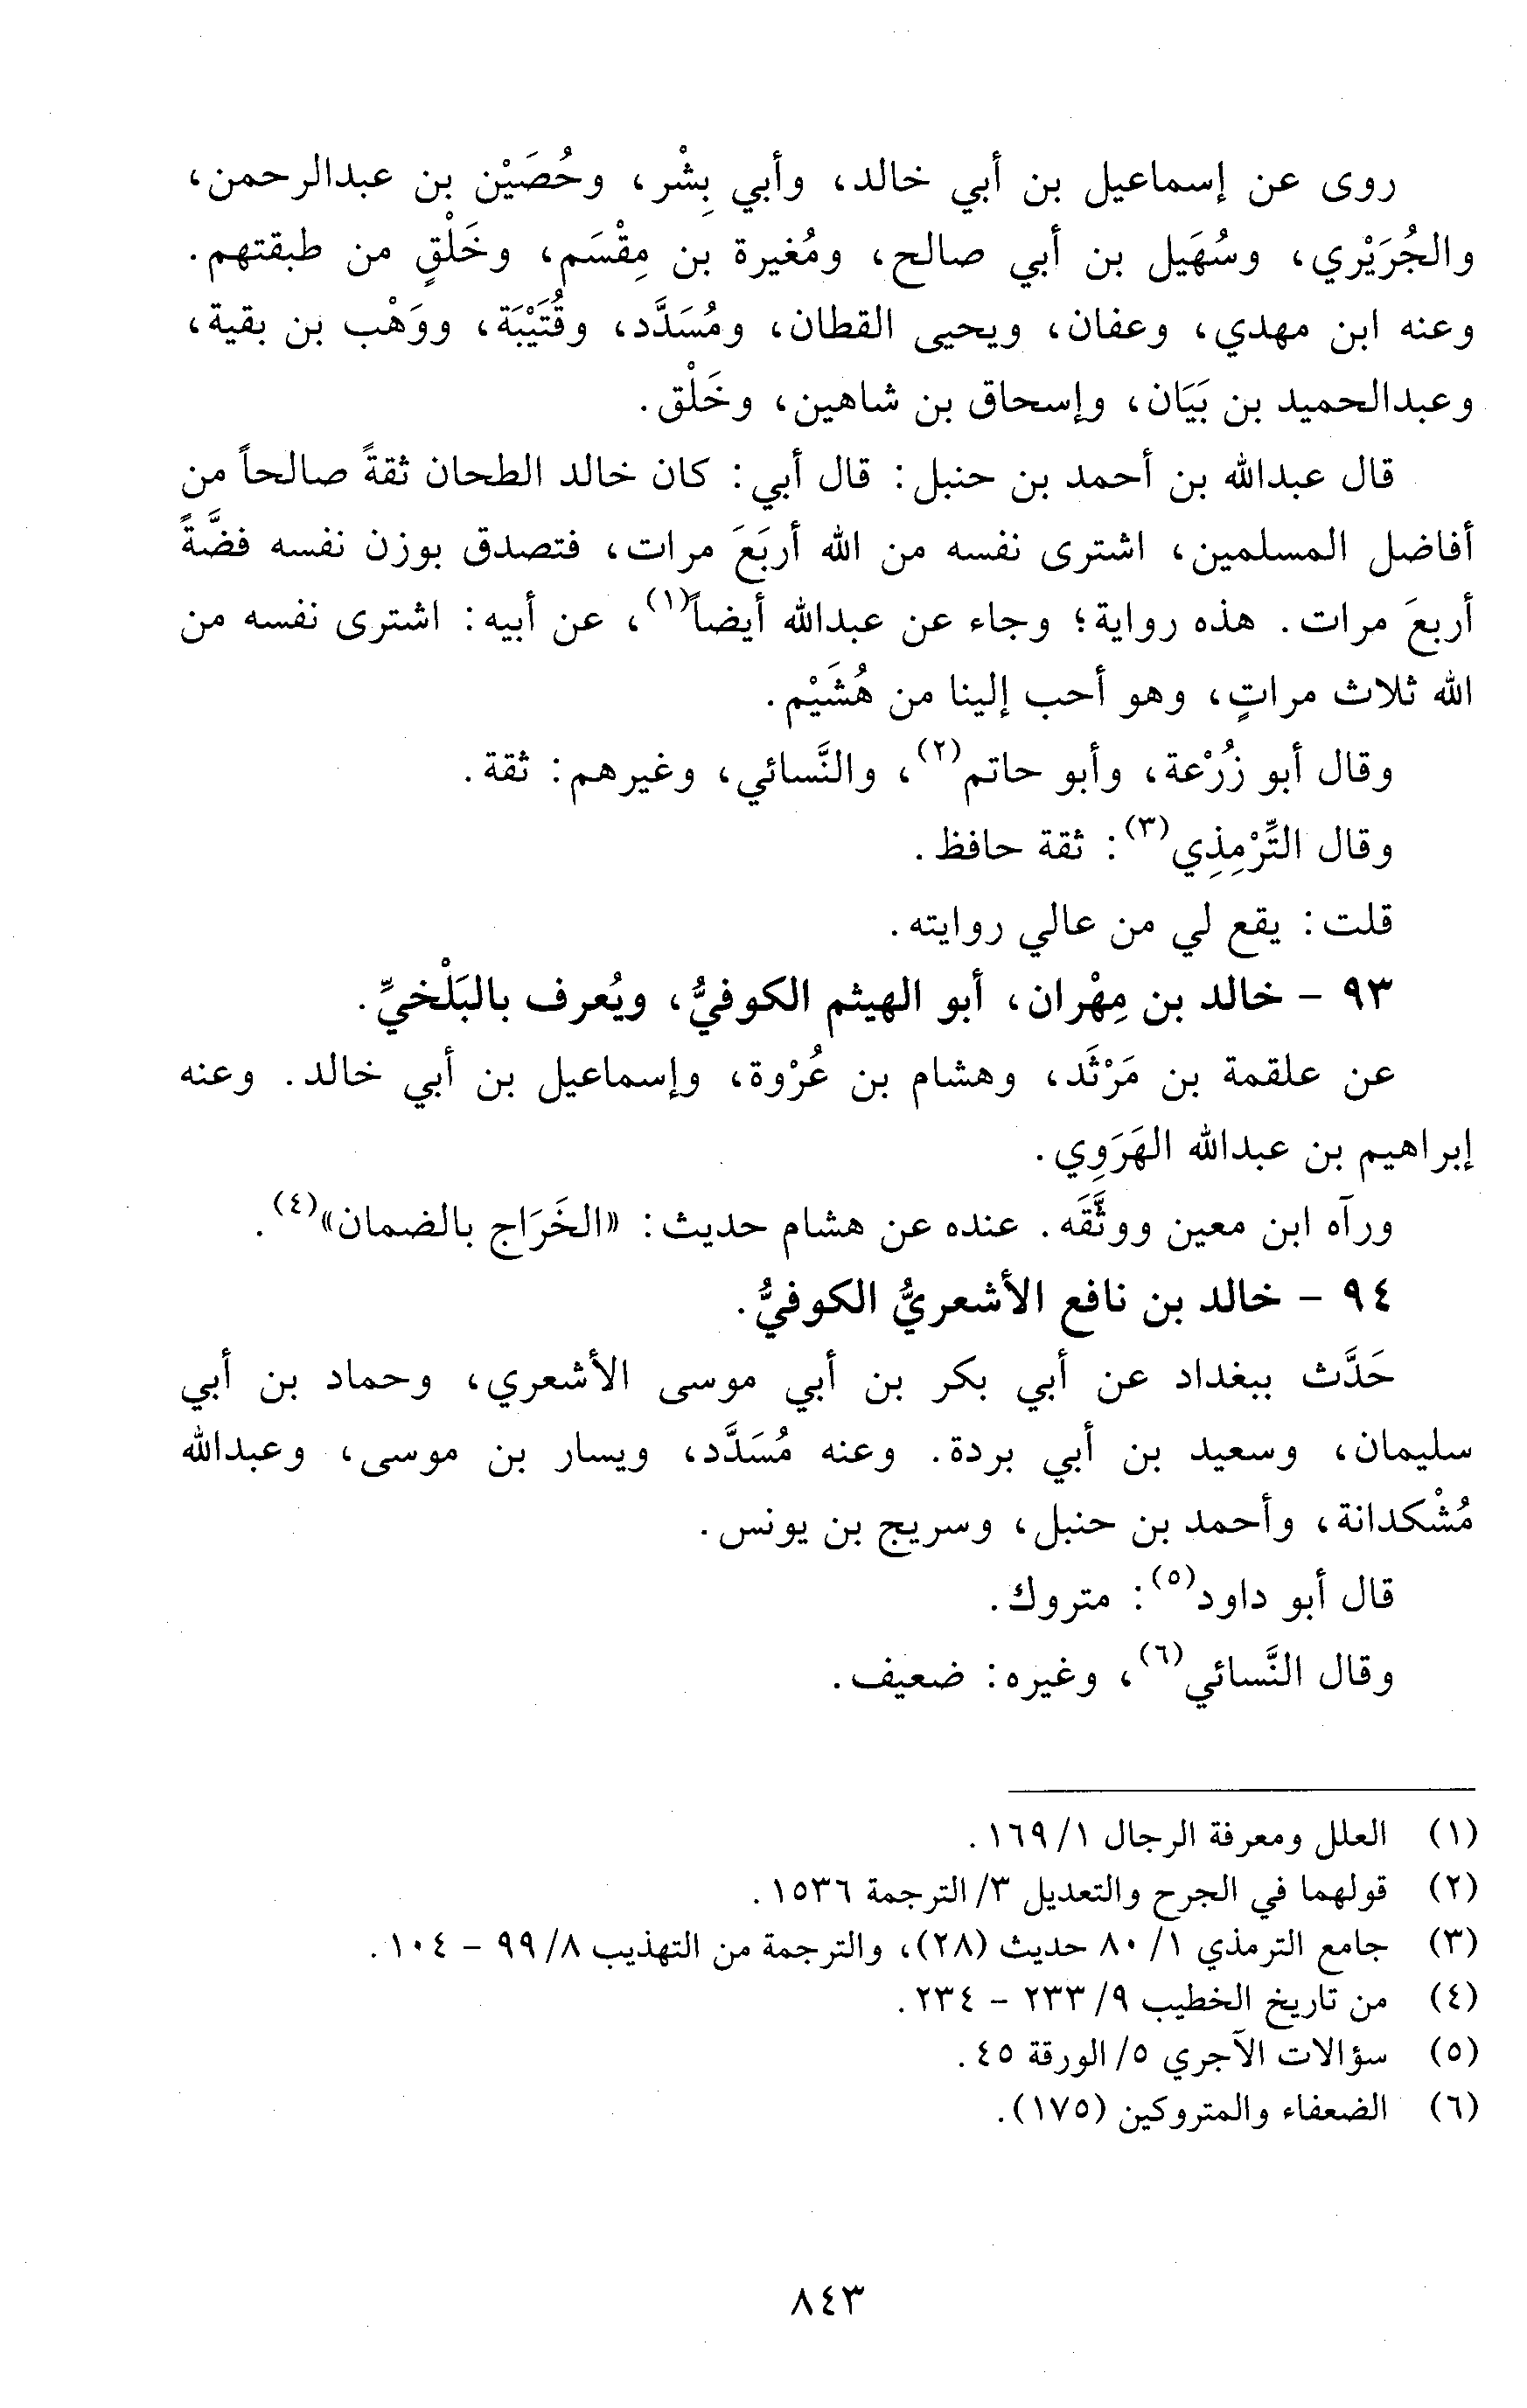 روى عن إسماعيل بن أبي خالد، وأبي بِشْر، وحُصَيْن بن عبدالرحمن،
والجُرَيْري، وسُهَيل بن أبي صالح، ومُغيرة بن مِقْسَم، وخَلْقٍ من طبقتهم.
وعنه ابن مهدي، وعفان، ويحيى القطان، ومُسَدَّد، وقُتَيْبَة، ووَهْب بن بقية،
وعبدالحميد بن بَيَان، وإسحاق بن شاهين، وخَلْق.
قال عبدالله بن أحمد بن حنبل: قال أبي: كان خالد الطحان ثقةً صالحاً من
أفاضل المسلمين، اشترى نفسه من الله أربَعَ مرات، فتصدق بوزن نفسه فضَّةً
أربعَ مرات. هذه رواية؛ وجاء عن عبدالله أيضاً(١)، عن أبيه: اشترى نفسه من
الله ثلاث مراتٍ، وهو أحب إلينا من هُشَيْم.
وقال أبو زُرْعة، وأبو حاتم(٢)، والنَّسائي، وغيرهم: ثقة.
وقال التِّرْمِذِي(٣): ثقة حافظ.
قلت: يقع لي من عالي روايته.
٩٣ - خالد بن مِهْران، أبو الهيثم الكوفيُّ، ويُعرف بالبَلْخيِّ.
عن علقمة بن مَرْثَد، وهشام بن عُرْوة، وإسماعيل بن أبي خالد. وعنه
إبراهيم بن عبدالله الهَرَوِي.
ورآه ابن معين ووثَّقَه. عنده عن هشام حديث: «الخَرَاج بالضمان»(٤).
٩٤ - خالد بن نافع الأشعريُّ الكوفيُّ.
حَدَّث ببغداد عن أبي بكر بن أبي موسى الأشعري، وحماد بن أبي
سليمان، وسعيد بن أبي بردة. وعنه مُسَدَّد، ويسار بن موسى، وعبدالله
مُشْكدانة، وأحمد بن حنبل، وسريج بن يونس.
قال أبو داود(٥): متروك.
وقال النَّسائي(٦)، وغيره: ضعيف.
(١) العلل ومعرفة الرجال ١/ ١٦٩.
(٢) قولهما في الجرح والتعديل ٣/ الترجمة ١٥٣٦.
(٣) جامع الترمذي ١/ ٨٠ حديث (٢٨)، والترجمة من التهذيب ٨/ ٩٩ - ١٠٤.
(٤) من تاريخ الخطيب ٩/ ٢٣٣ - ٢٣٤.
(٥) سؤالات الآجري ٥/ الورقة ٤٥.
(٦) الضعفاء والمتروكين (١٧٥).
٨٤٣